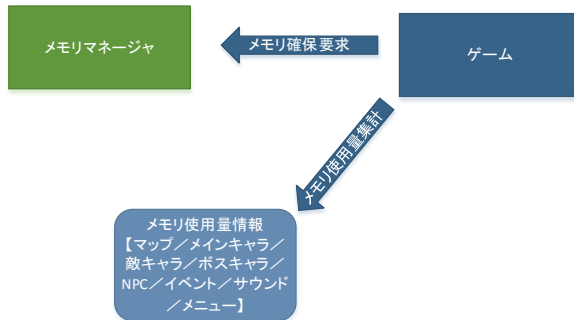 メモリマネージャ
メモリ確保要求
ゲーム
メモリ使用量集計
メモリ使用量情報
【マップ／メインキャラ／
敵キャラ／ボスキャラ／
NPC／イベント／サウンド
／メニュー】